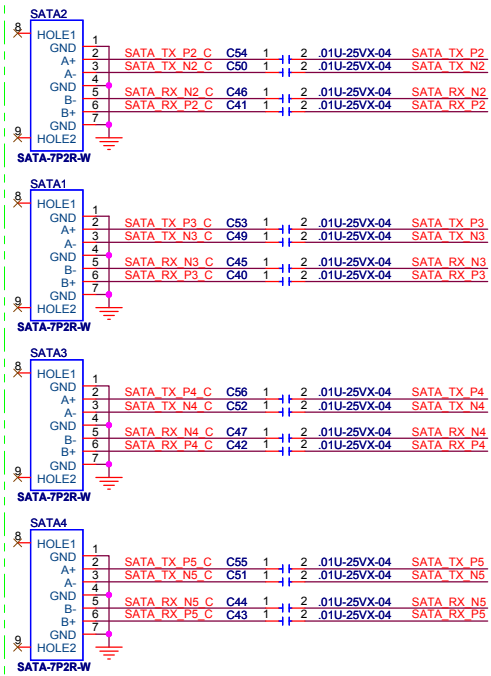 SATA2
8 HOLE1
GND 1
A+ 2 SATA_TX_P2_C C54 1 2 .01U-25VX-04 SATA_TX_P2
A- 3 SATA_TX_N2_C C50 1 2 .01U-25VX-04 SATA_TX_N2
GND 4
B- 5 SATA_RX_N2_C C46 1 2 .01U-25VX-04 SATA_RX_N2
B+ 6 SATA_RX_P2_C C41 1 2 .01U-25VX-04 SATA_RX_P2
GND 7
9 HOLE2
SATA-7P2R-W
SATA1
8 HOLE1
GND 1
A+ 2 SATA_TX_P3_C C53 1 2 .01U-25VX-04 SATA_TX_P3
A- 3 SATA_TX_N3_C C49 1 2 .01U-25VX-04 SATA_TX_N3
GND 4
B- 5 SATA_RX_N3_C C45 1 2 .01U-25VX-04 SATA_RX_N3
B+ 6 SATA_RX_P3_C C40 1 2 .01U-25VX-04 SATA_RX_P3
GND 7
9 HOLE2
SATA-7P2R-W
SATA3
8 HOLE1
GND 1
A+ 2 SATA_TX_P4_C C56 1 2 .01U-25VX-04 SATA_TX_P4
A- 3 SATA_TX_N4_C C52 1 2 .01U-25VX-04 SATA_TX_N4
GND 4
B- 5 SATA_RX_N4_C C47 1 2 .01U-25VX-04 SATA_RX_N4
B+ 6 SATA_RX_P4_C C42 1 2 .01U-25VX-04 SATA_RX_P4
GND 7
9 HOLE2
SATA-7P2R-W
SATA4
8 HOLE1
GND 1
A+ 2 SATA_TX_P5_C C55 1 2 .01U-25VX-04 SATA_TX_P5
A- 3 SATA_TX_N5_C C51 1 2 .01U-25VX-04 SATA_TX_N5
GND 4
B- 5 SATA_RX_N5_C C44 1 2 .01U-25VX-04 SATA_RX_N5
B+ 6 SATA_RX_P5_C C43 1 2 .01U-25VX-04 SATA_RX_P5
GND 7
9 HOLE2
SATA-7P2R-W